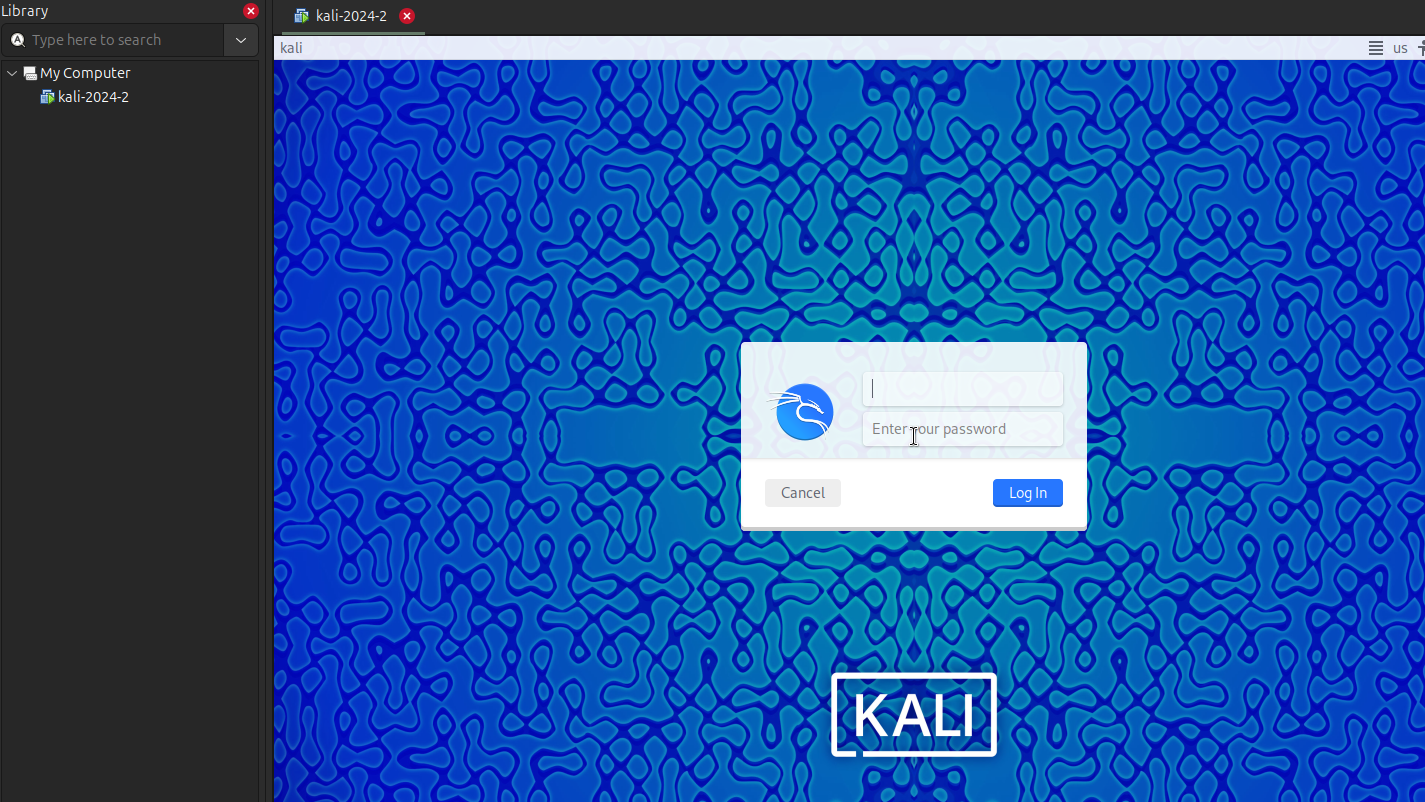 Library
kali-2024-2
Type here to search
kali
us
My Computer
kali-2024-2
Enter your password
Cancel
Log In
KALI